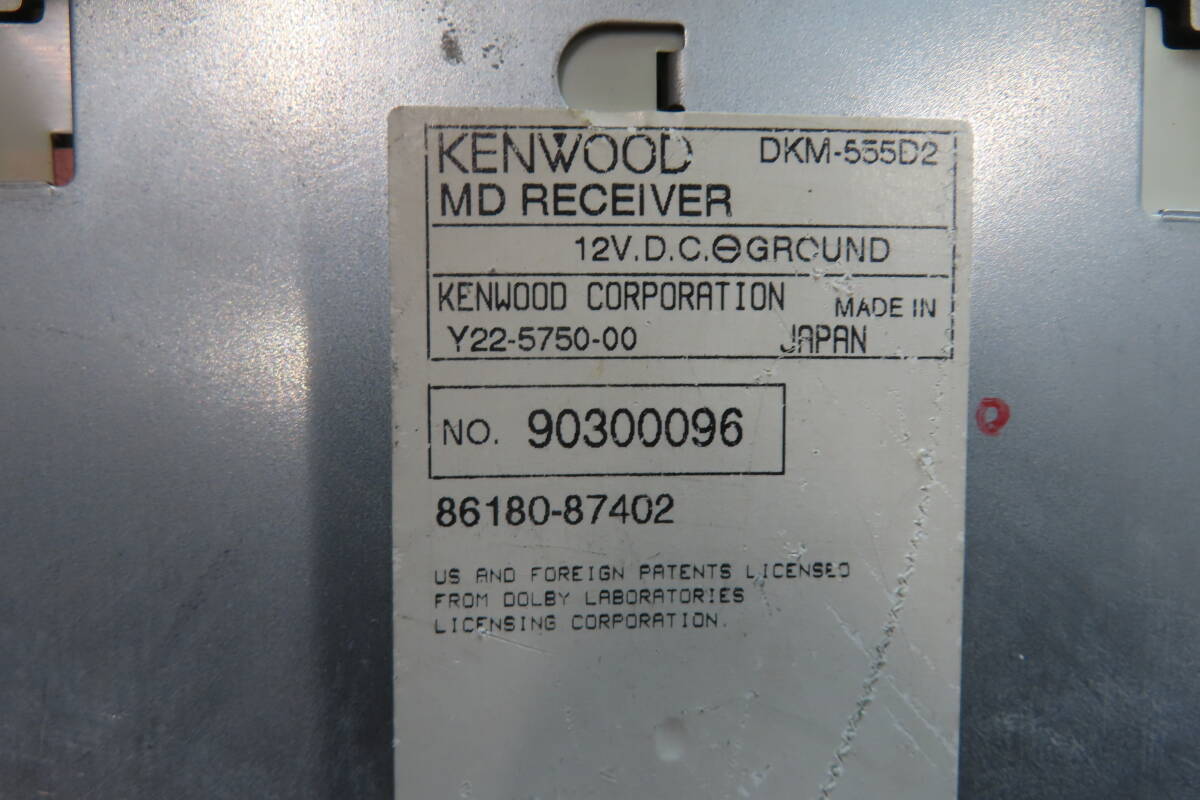 KENWOOD DKM-555D2
MD RECEIVER
12V.D.C.⊖GROUND
KENWOOD CORPORATION MADE IN
Y22-5750-00 JAPAN
NO. 90300096
86180-87402
US AND FOREIGN PATENTS LICENSED
FROM DOLBY LABORATORIES
LICENSING CORPORATION.